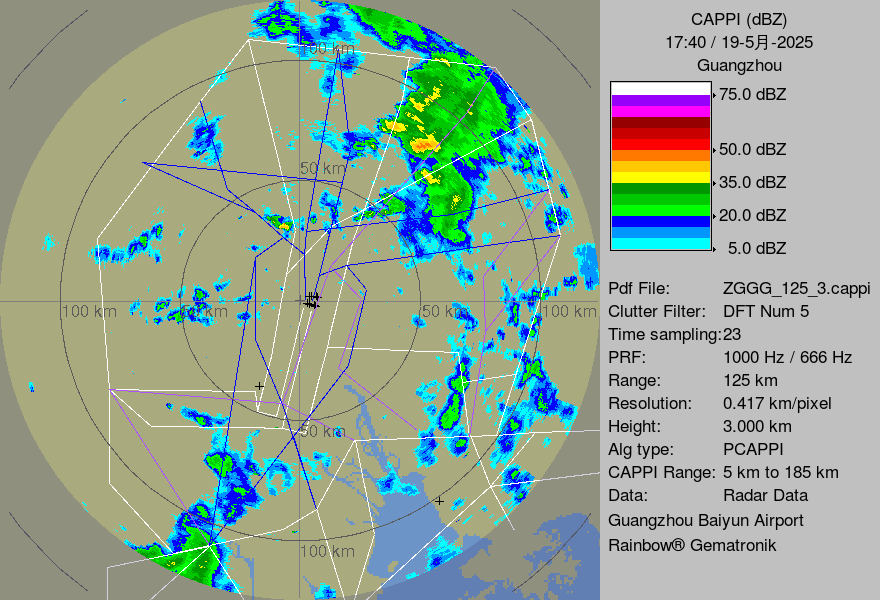 CAPPI (dBZ)
17:40 / 19-5月-2025
Guangzhou
75.0 dBZ
50.0 dBZ
35.0 dBZ
20.0 dBZ
5.0 dBZ
Pdf File: ZGGG_125_3.cappi
Clutter Filter: DFT Num 5
Time sampling:23
PRF: 1000 Hz / 666 Hz
Range: 125 km
Resolution: 0.417 km/pixel
Height: 3.000 km
Alg type: PCAPPI
CAPPI Range: 5 km to 185 km
Data: Radar Data
Guangzhou Baiyun Airport
Rainbow® Gematronik
100 km
50 km
100 km
50 km
50 km
100 km
50 km
100 km